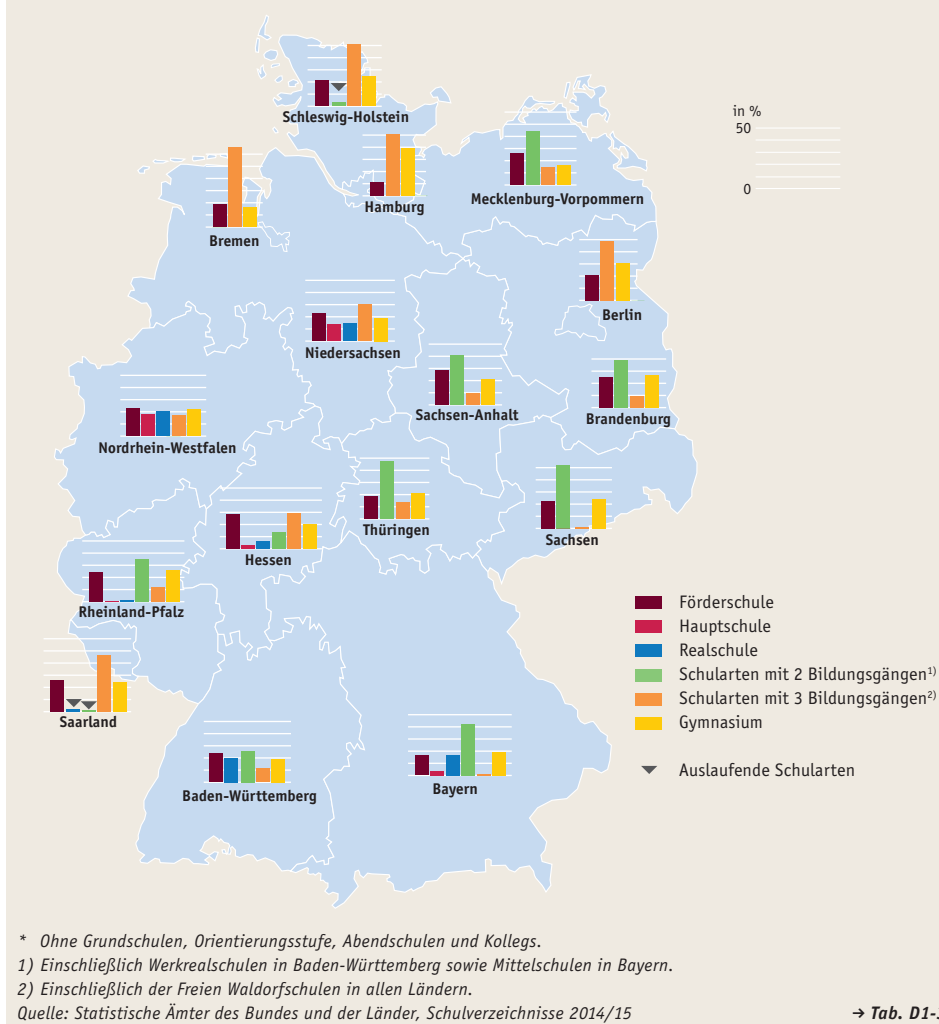 Schleswig-Holstein
in %
50
0
Hamburg
Mecklenburg-Vorpommern
Bremen
Berlin
Niedersachsen
Sachsen-Anhalt
Brandenburg
Nordrhein-Westfalen
Thüringen
Sachsen
Hessen
Rheinland-Pfalz
Saarland
Baden-Württemberg
Bayern
Förderschule
Hauptschule
Realschule
Schularten mit 2 Bildungsgängen1)
Schularten mit 3 Bildungsgängen2)
Gymnasium
Auslaufende Schularten
* Ohne Grundschulen, Orientierungsstufe, Abendschulen und Kollegs.
1) Einschließlich Werkrealschulen in Baden-Württemberg sowie Mittelschulen in Bayern.
2) Einschließlich der Freien Waldorfschulen in allen Ländern.
Quelle: Statistische Ämter des Bundes und der Länder, Schulverzeichnisse 2014/15 → Tab. D1-